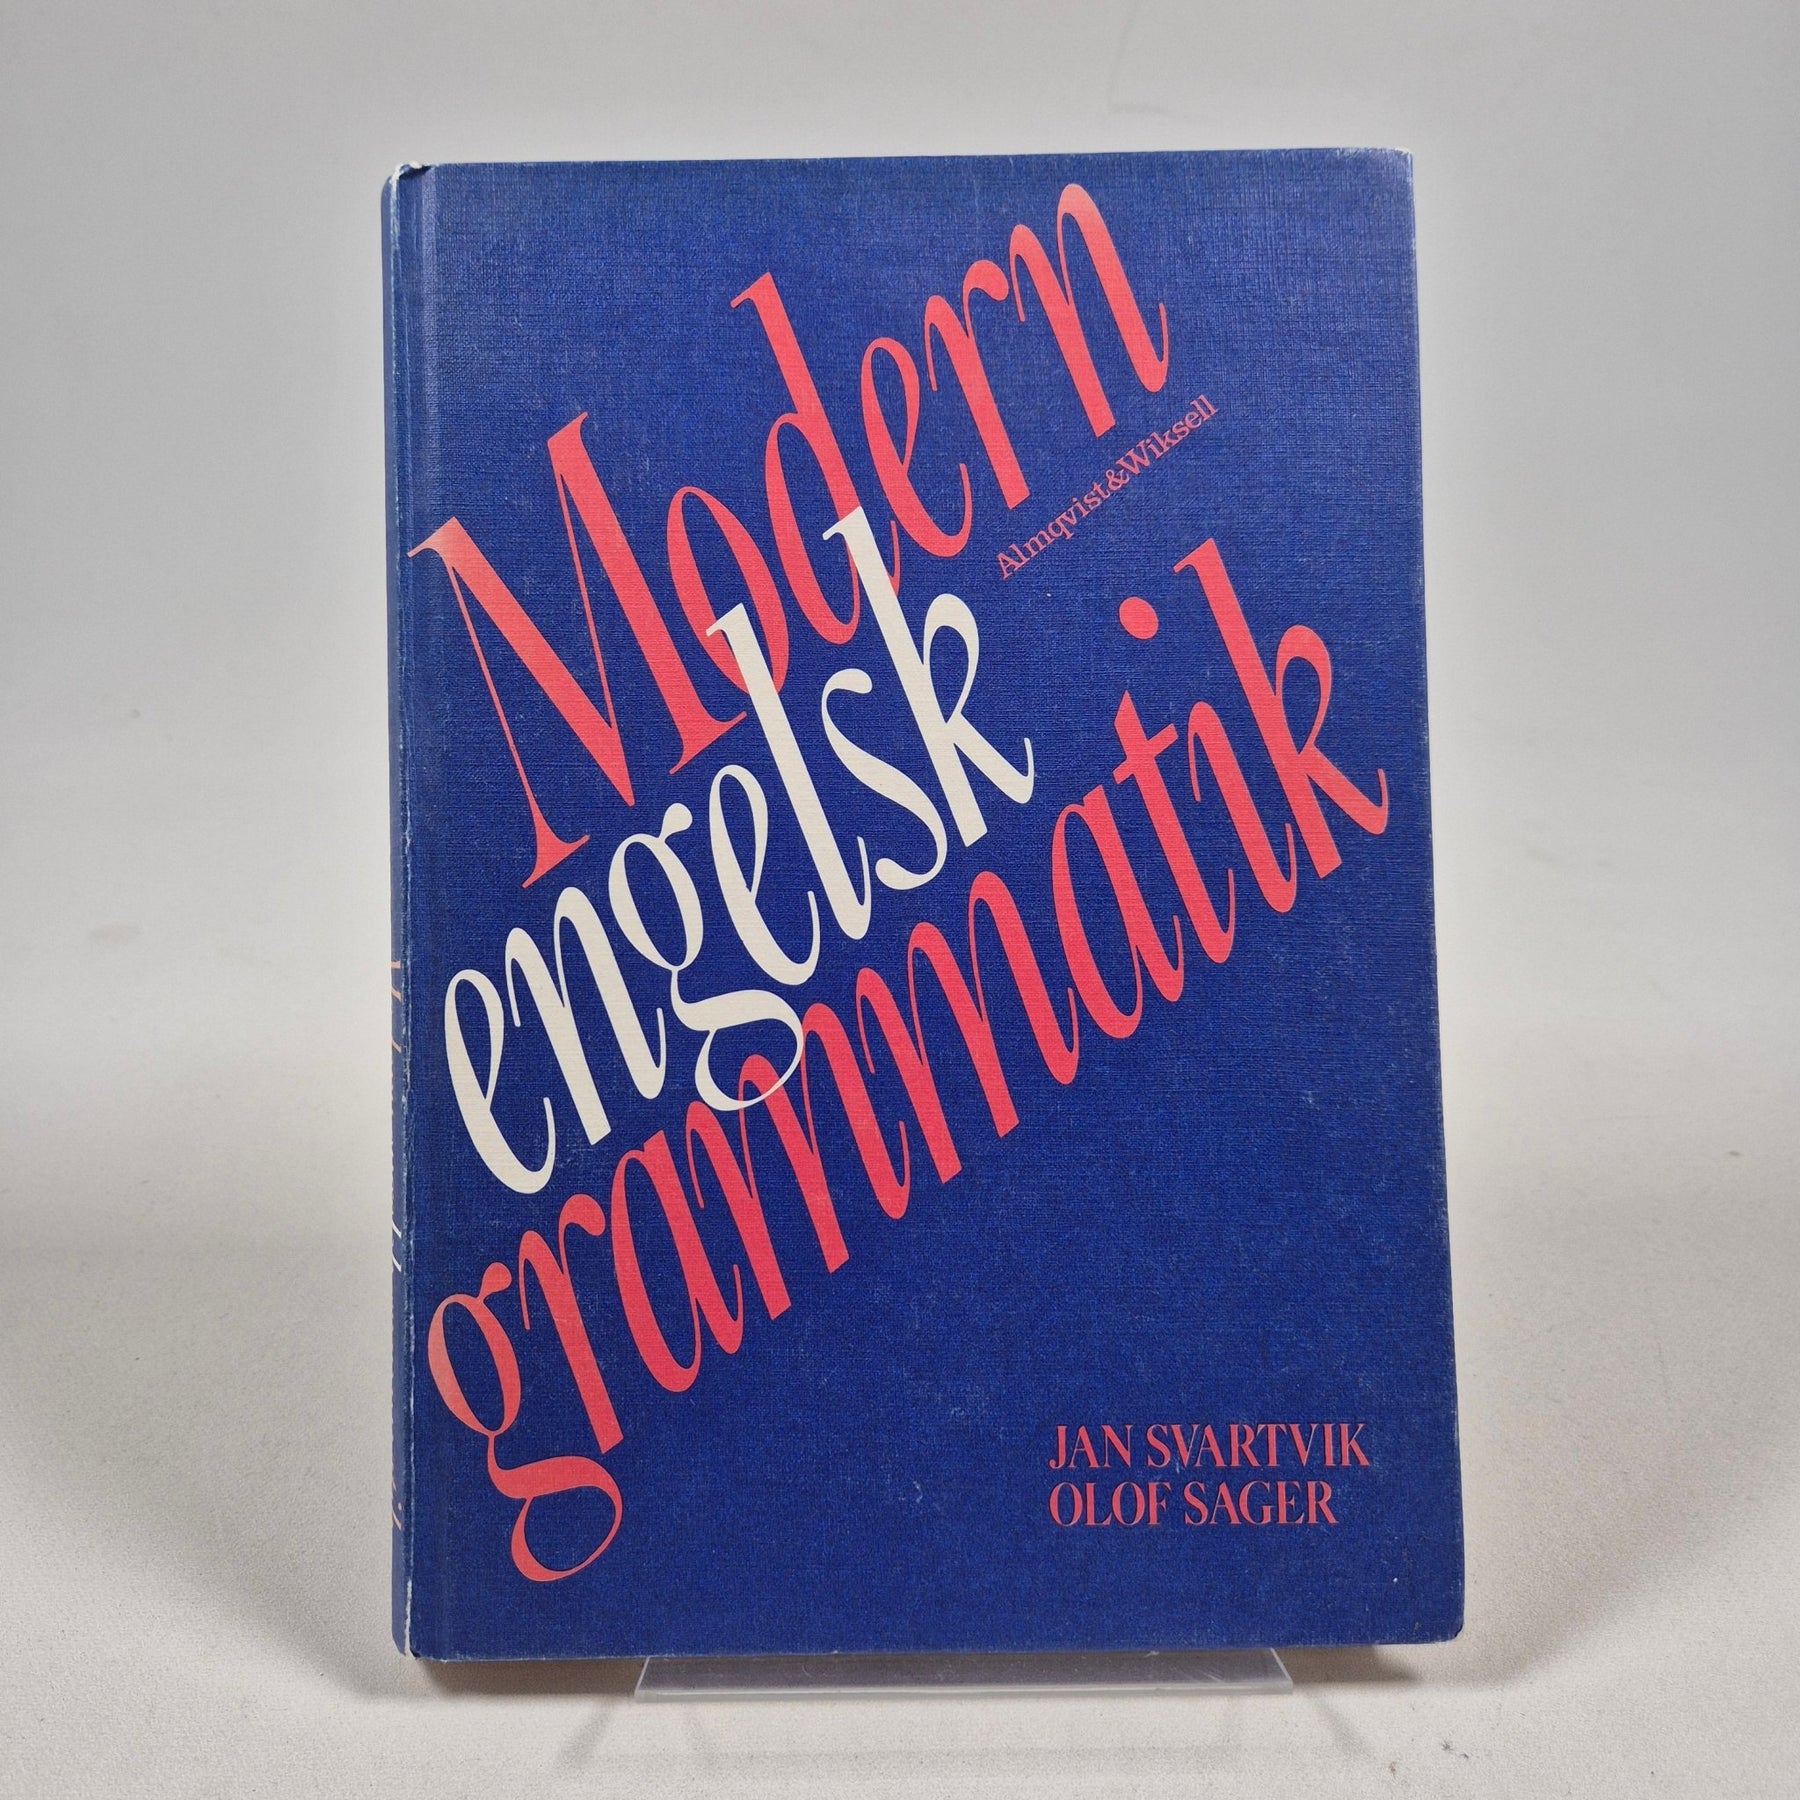 Modern
Almqvist&Wiksell
engelsk
grammatik
JAN SVARTVIK
OLOF SAGER